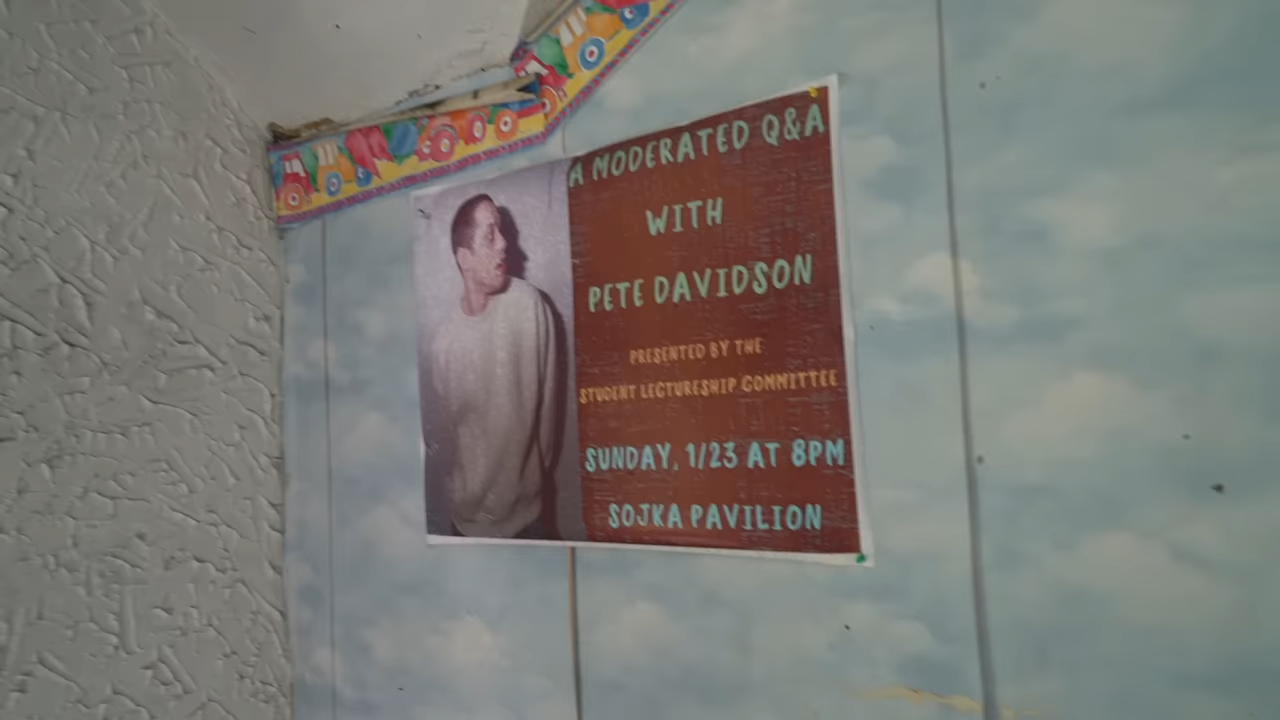 A MODERATED Q&A
WITH
PETE DAVIDSON
PRESENTED BY THE
STUDENT LECTURESHIP COMMITTEE
SUNDAY, 1/23 AT 8PM
SOJKA PAVILION